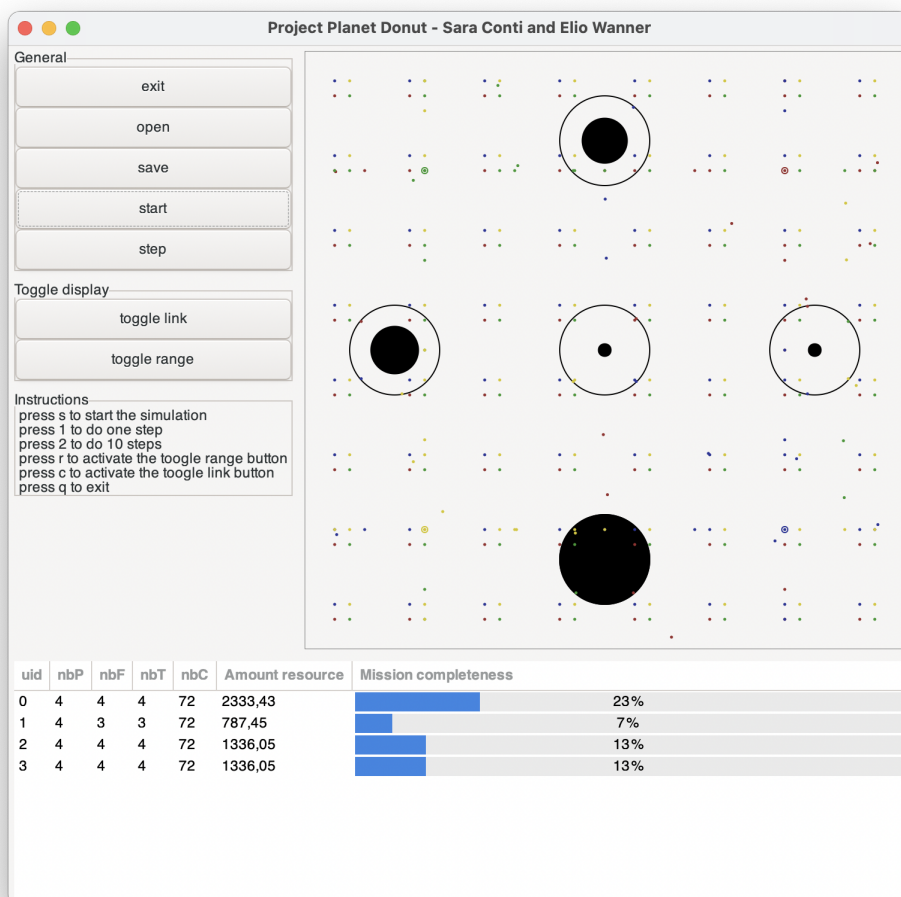 Project Planet Donut - Sara Conti and Elio Wanner
General
exit
open
save
start
step
Toggle display
toggle link
toggle range
Instructions
press s to start the simulation
press 1 to do one step
press 2 to do 10 steps
press r to activate the toogle range button
press c to activate the toogle link button
press q to exit
uid nbP nbF nbT nbC Amount resource Mission completeness
0 4 4 4 72 2333,43 23%
1 4 3 3 72 787,45 7%
2 4 4 4 72 1336,05 13%
3 4 4 4 72 1336,05 13%